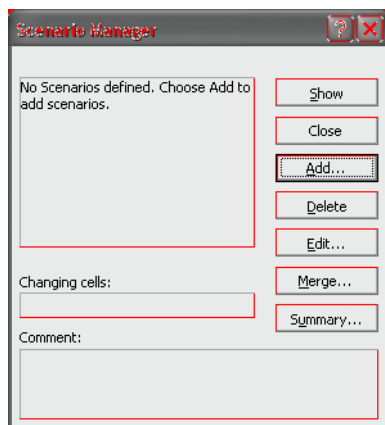 Scenario Manager
No Scenarios defined. Choose Add to
add scenarios.
Show
Close
Add...
Delete
Edit...
Merge...
Summary...
Changing cells:
Comment: